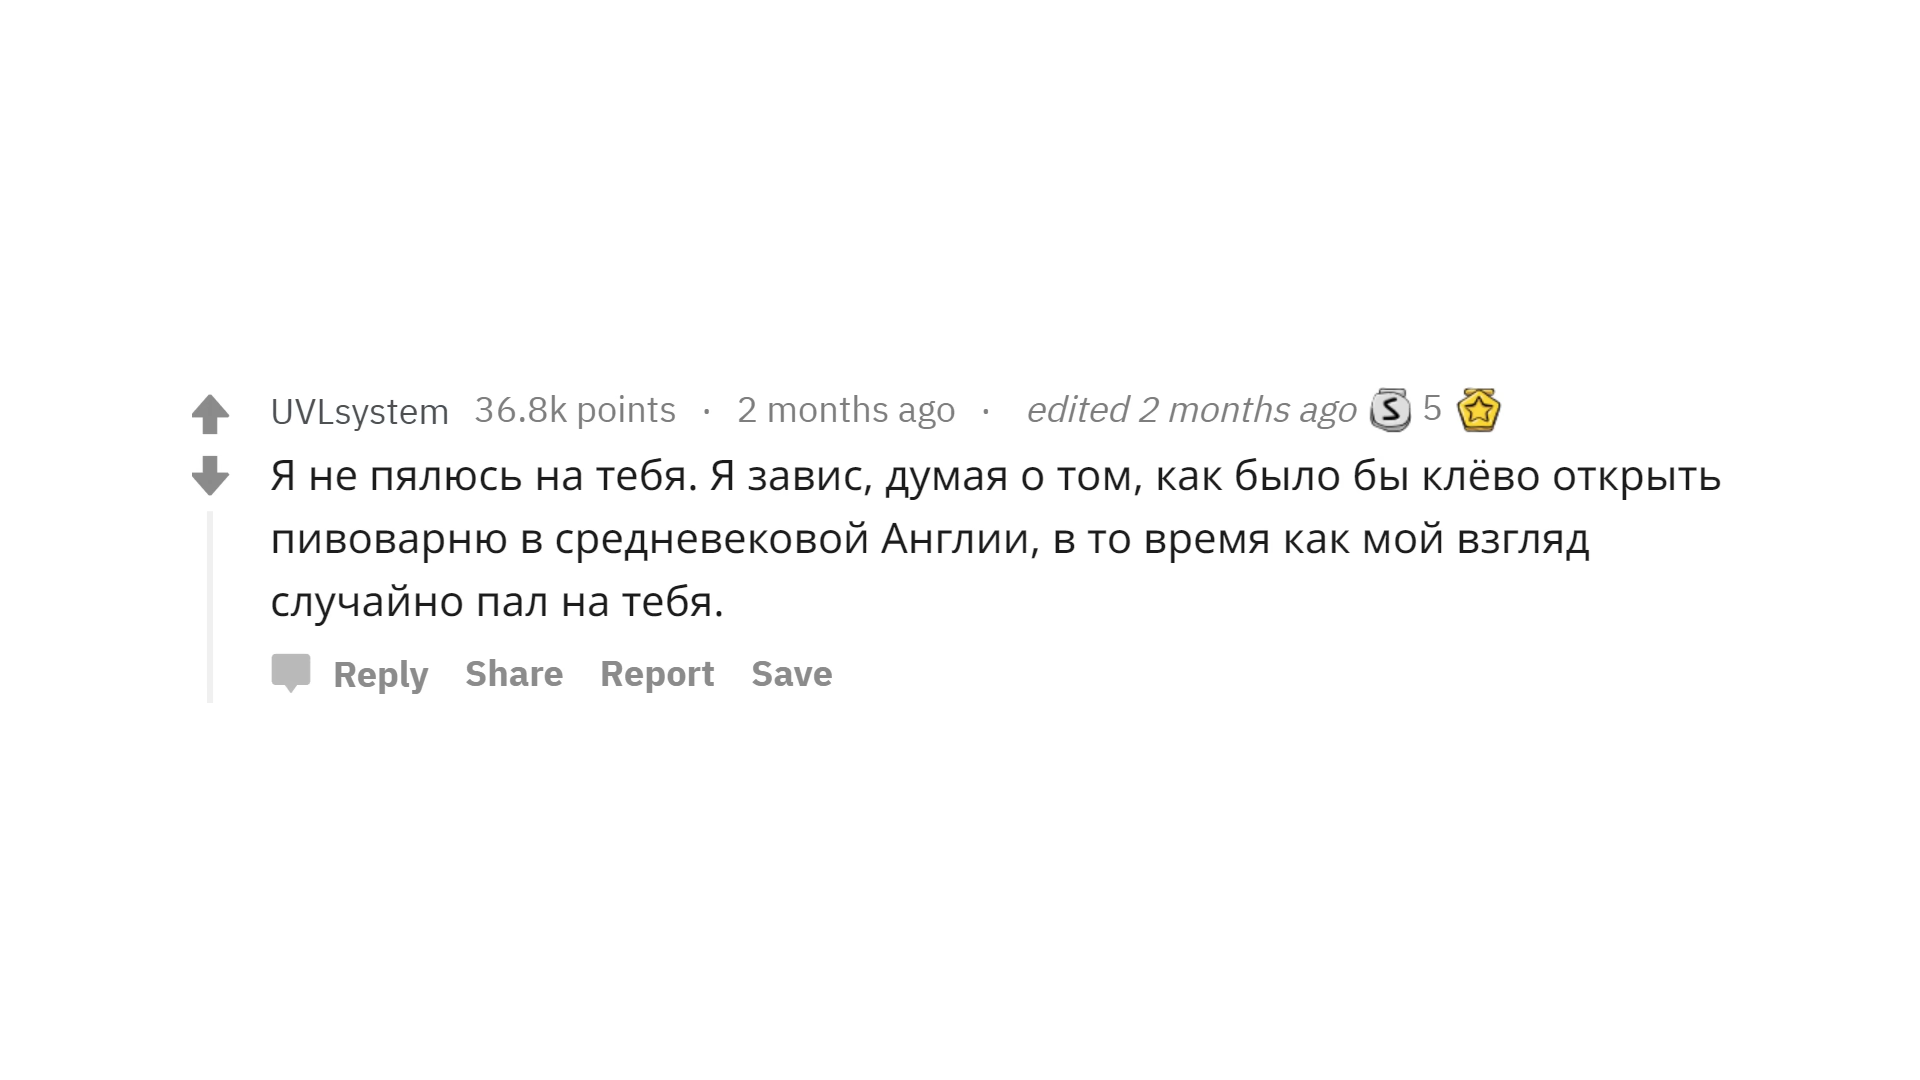 UVLsystem 36.8k points · 2 months ago · edited 2 months ago S 5
Я не пялюсь на тебя. Я завис, думая о том, как было бы клёво открыть
пивоварню в средневековой Англии, в то время как мой взгляд
случайно пал на тебя.
Reply Share Report Save